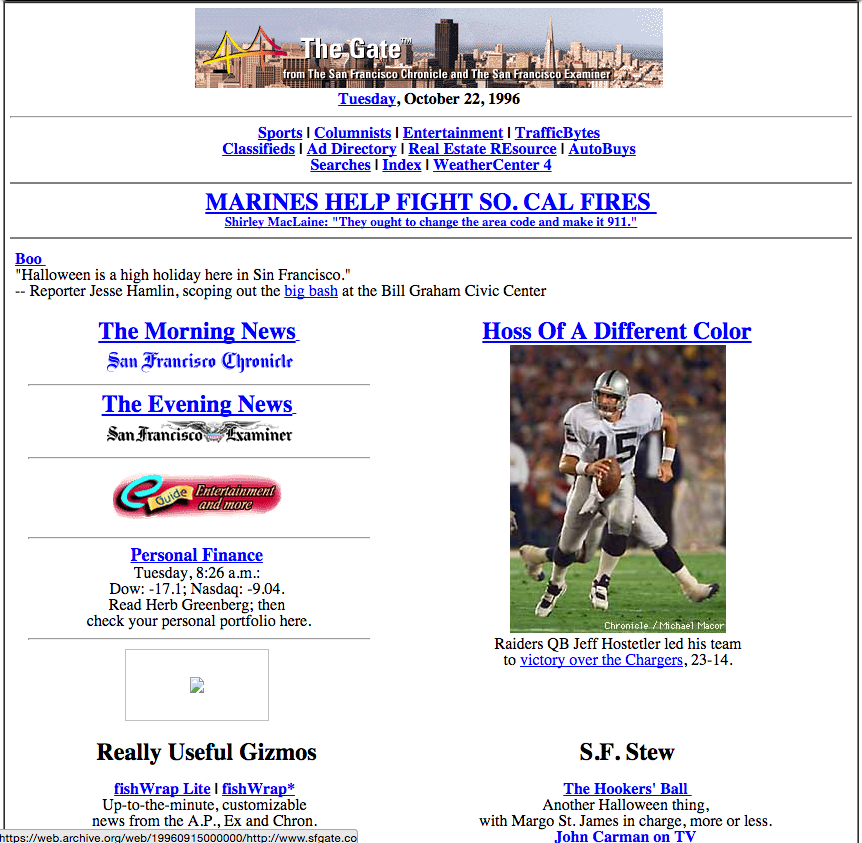 The Gate™
from The San Francisco Chronicle and The San Francisco Examiner
Tuesday, October 22, 1996
Sports | Columnists | Entertainment | TrafficBytes
Classifieds | Ad Directory | Real Estate REsource | AutoBuys
Searches | Index | WeatherCenter 4
MARINES HELP FIGHT SO. CAL FIRES
Shirley MacLaine: "They ought to change the area code and make it 911."
Boo
"Halloween is a high holiday here in Sin Francisco."
-- Reporter Jesse Hamlin, scoping out the big bash at the Bill Graham Civic Center
The Morning News
San Francisco Chronicle
The Evening News
San Francisco Examiner
e Guide Entertainment
and more
Personal Finance
Tuesday, 8:26 a.m.:
Dow: -17.1; Nasdaq: -9.04.
Read Herb Greenberg; then
check your personal portfolio here.
Hoss Of A Different Color
15
Chronicle / Michael Macor
Raiders QB Jeff Hostetler led his team
to victory over the Chargers, 23-14.
Really Useful Gizmos
fishWrap Lite | fishWrap*
Up-to-the-minute, customizable
news from the A.P., Ex and Chron.
S.F. Stew
The Hookers' Ball
Another Halloween thing,
with Margo St. James in charge, more or less.
John Carman on TV
https://web.archive.org/web/19960915000000/http://www.sfgate.co